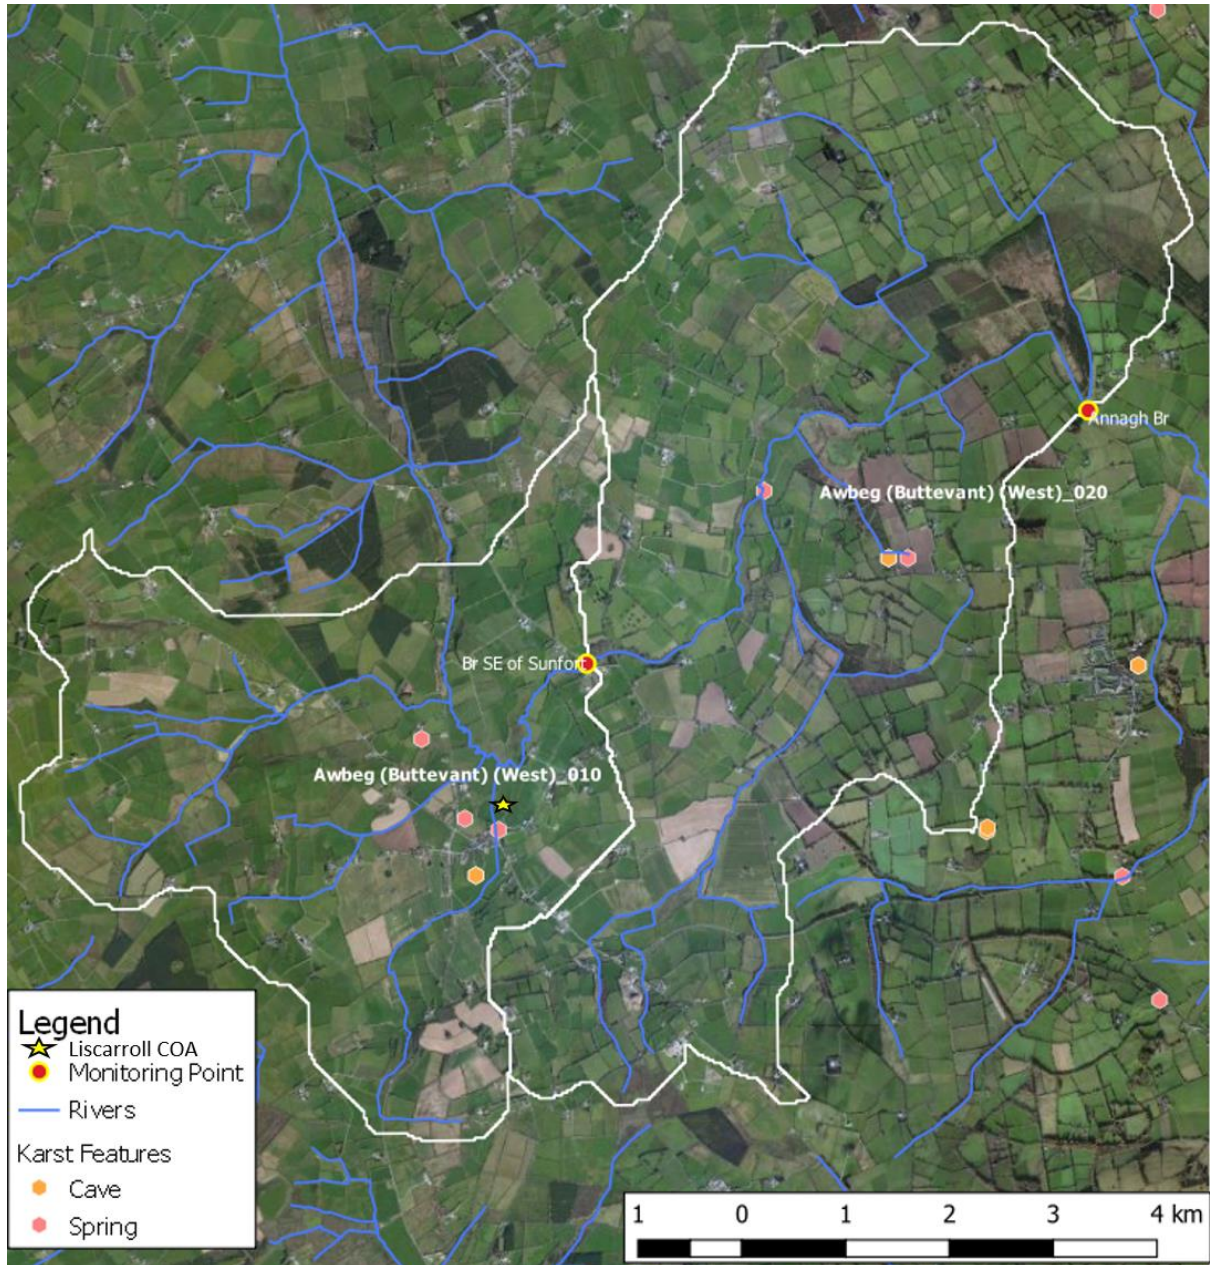 Annagh Br
Awbeg (Buttevant) (West)_020
Br SE of Sunfort
Awbeg (Buttevant) (West)_010
Legend
Liscarroll COA
Monitoring Point
Rivers
Karst Features
Cave
Spring
1 0 1 2 3 4 km